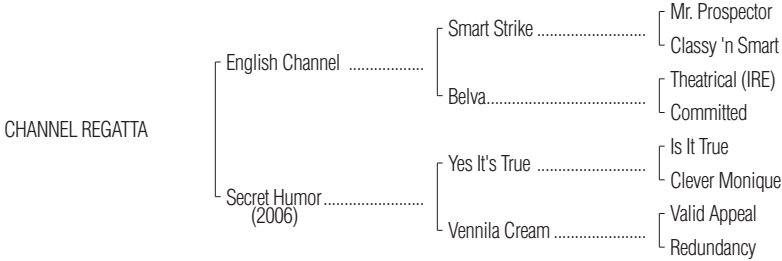 Mr. Prospector
Smart Strike ..........................
Classy 'n Smart
English Channel ..................
Theatrical (IRE)
Belva......................................
Committed
CHANNEL REGATTA
Is It True
Yes It's True ..........................
Clever Monique
Secret Humor........................
(2006)
Valid Appeal
Vennila Cream ......................
Redundancy